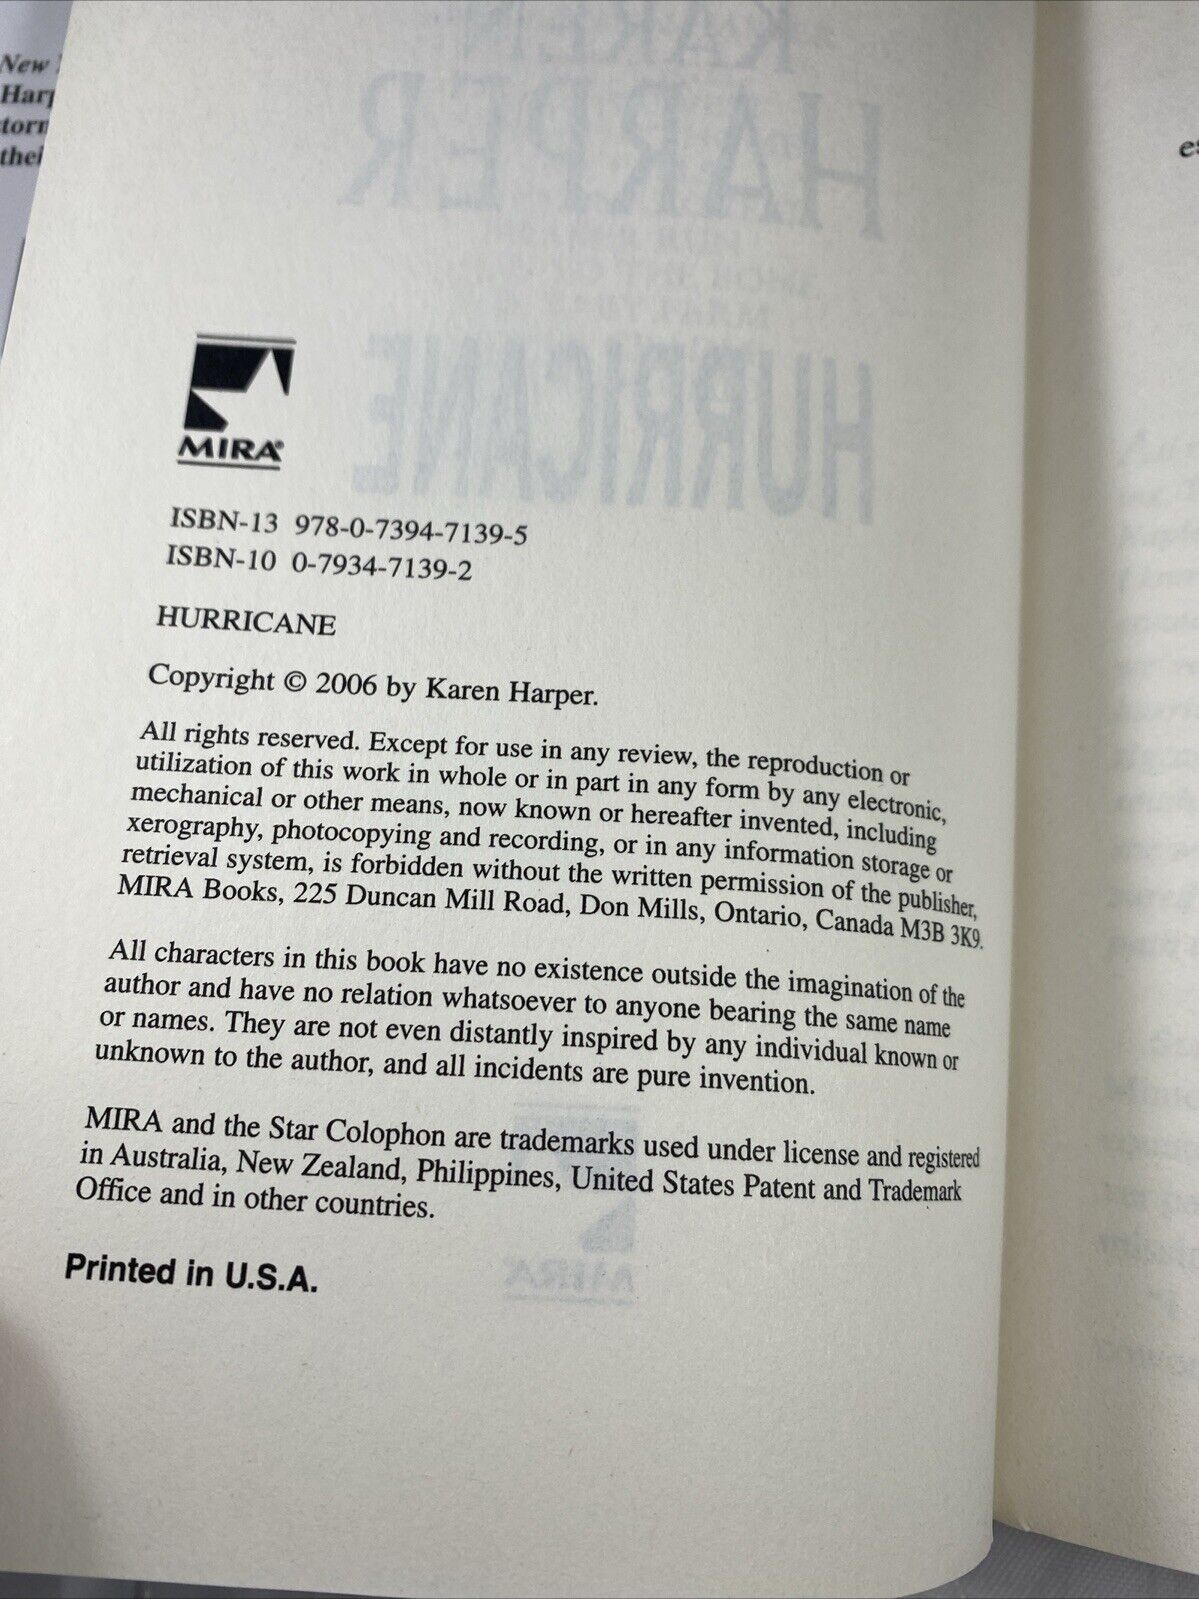 New
Harp
torn
thei
KAREN
HARPER
HURRICANE
MIRA®
ISBN-13 978-0-7394-7139-5
ISBN-10 0-7934-7139-2
HURRICANE
Copyright © 2006 by Karen Harper.
All rights reserved. Except for use in any review, the reproduction or
utilization of this work in whole or in part in any form by any electronic,
mechanical or other means, now known or hereafter invented, including
xerography, photocopying and recording, or in any information storage or
retrieval system, is forbidden without the written permission of the publisher,
MIRA Books, 225 Duncan Mill Road, Don Mills, Ontario, Canada M3B 3K9.
All characters in this book have no existence outside the imagination of the
author and have no relation whatsoever to anyone bearing the same name
or names. They are not even distantly inspired by any individual known or
unknown to the author, and all incidents are pure invention.
MIRA and the Star Colophon are trademarks used under license and registered
in Australia, New Zealand, Philippines, United States Patent and Trademark
Office and in other countries.
MIRA
Printed in U.S.A.